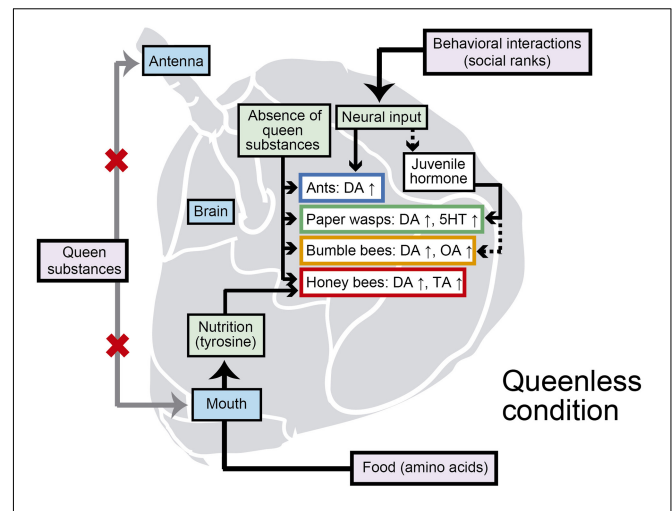 Behavioral interactions
(social ranks)
Antenna
Absence of
queen
substances
Neural input
Juvenile
hormone
Ants: DA ↑
Brain
Paper wasps: DA ↑, 5HT ↑
Queen
substances
Bumble bees: DA ↑, OA ↑
Honey bees: DA ↑, TA ↑
Nutrition
(tyrosine)
Queenless
condition
Mouth
Food (amino acids)